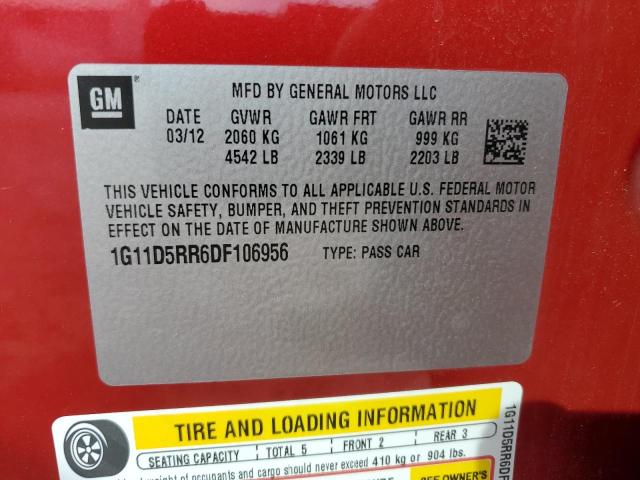 GM
MFD BY GENERAL MOTORS LLC
DATE GVWR GAWR FRT GAWR RR
03/12 2060 KG 1061 KG 999 KG
4542 LB 2339 LB 2203 LB
THIS VEHICLE CONFORMS TO ALL APPLICABLE U.S. FEDERAL MOTOR
VEHICLE SAFETY, BUMPER, AND THEFT PREVENTION STANDARDS IN
EFFECT ON THE DATE OF MANUFACTURE SHOWN ABOVE.
1G11D5RR6DF106956 TYPE: PASS CAR
TIRE AND LOADING INFORMATION
SEATING CAPACITY TOTAL 5 FRONT 2 REAR 3
weight of occupants and cargo should never exceed 410 kg or 904 lbs.
SEE OWNER'S
1G11D5RR6DF